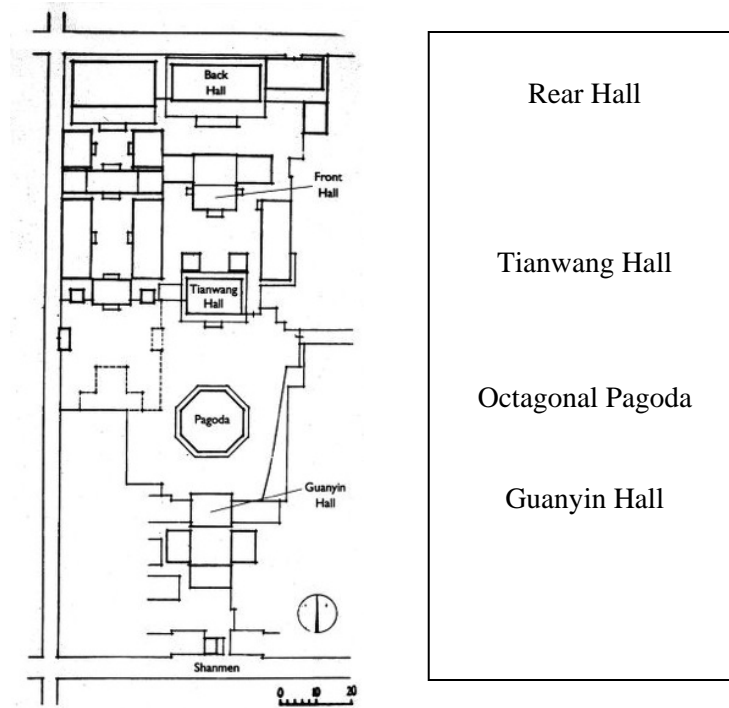 Back
Hall
Front
Hall
Tianwang
Hall
Pagoda
Guanyin
Hall
Shanmen
0 10 20
Rear Hall
Tianwang Hall
Octagonal Pagoda
Guanyin Hall